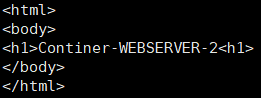 <html>
<body>
<h1>Continer-WEBSERVER-2<h1>
</body>
</html>